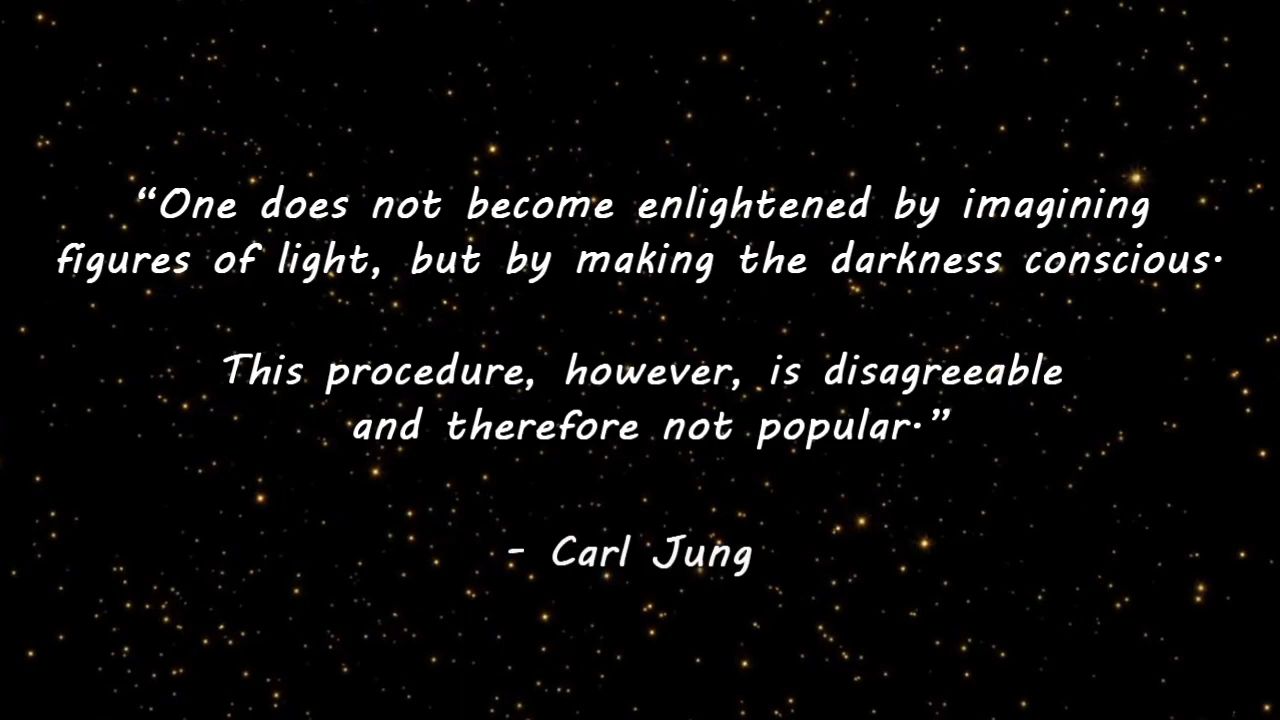 “One does not become enlightened by imagining
figures of light, but by making the darkness conscious.
This procedure, however, is disagreeable
and therefore not popular.”
- Carl Jung